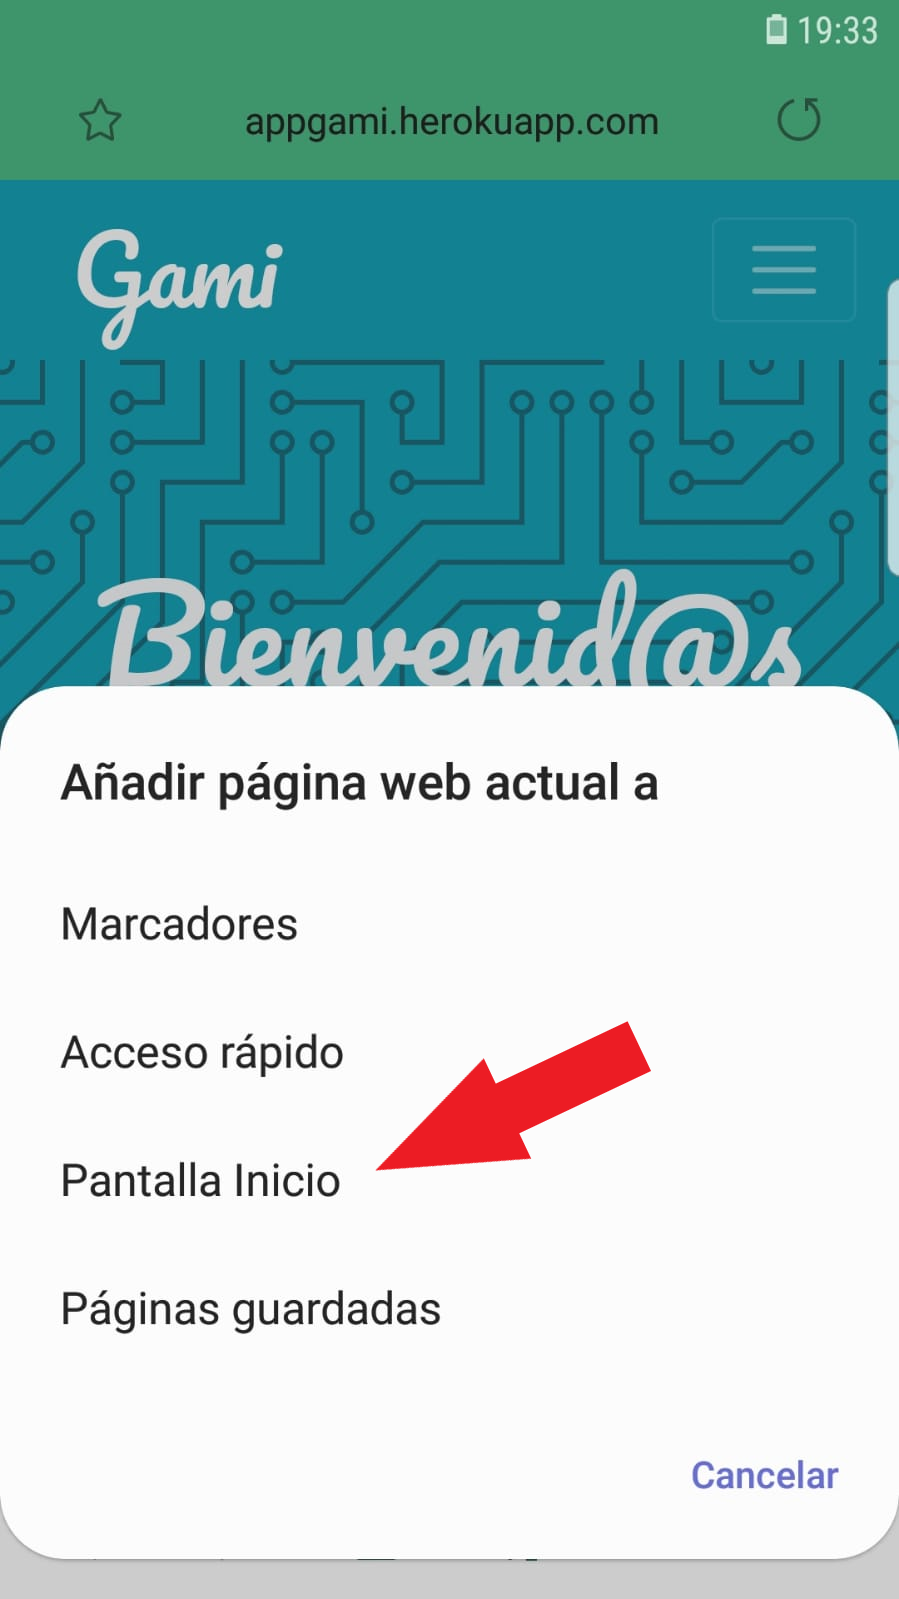 19:33
appgami.herokuapp.com
Gami
Bienvenid@s
Añadir página web actual a
Marcadores
Acceso rápido
Pantalla Inicio
Páginas guardadas
Cancelar